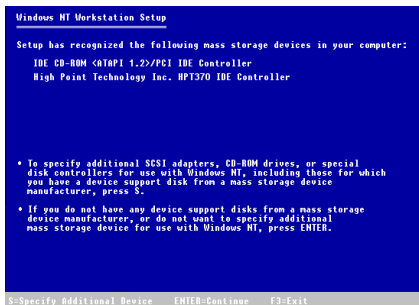 Windows NT Workstation Setup
Setup has recognized the following mass storage devices in your computer:
IDE CD-ROM <ATAPI 1.2>/PCI IDE Controller
High Point Technology Inc. HPT370 IDE Controller
• To specify additional SCSI adapters, CD-ROM drives, or special
disk controllers for use with Windows NT, including those for which
you have a device support disk from a mass storage device
manufacturer, press S.
• If you do not have any device support disks from a mass storage
device manufacturer, or do not want to specify additional
mass storage device for use with Windows NT, press ENTER.
S=Specify Additional Device ENTER=Continue F3=Exit